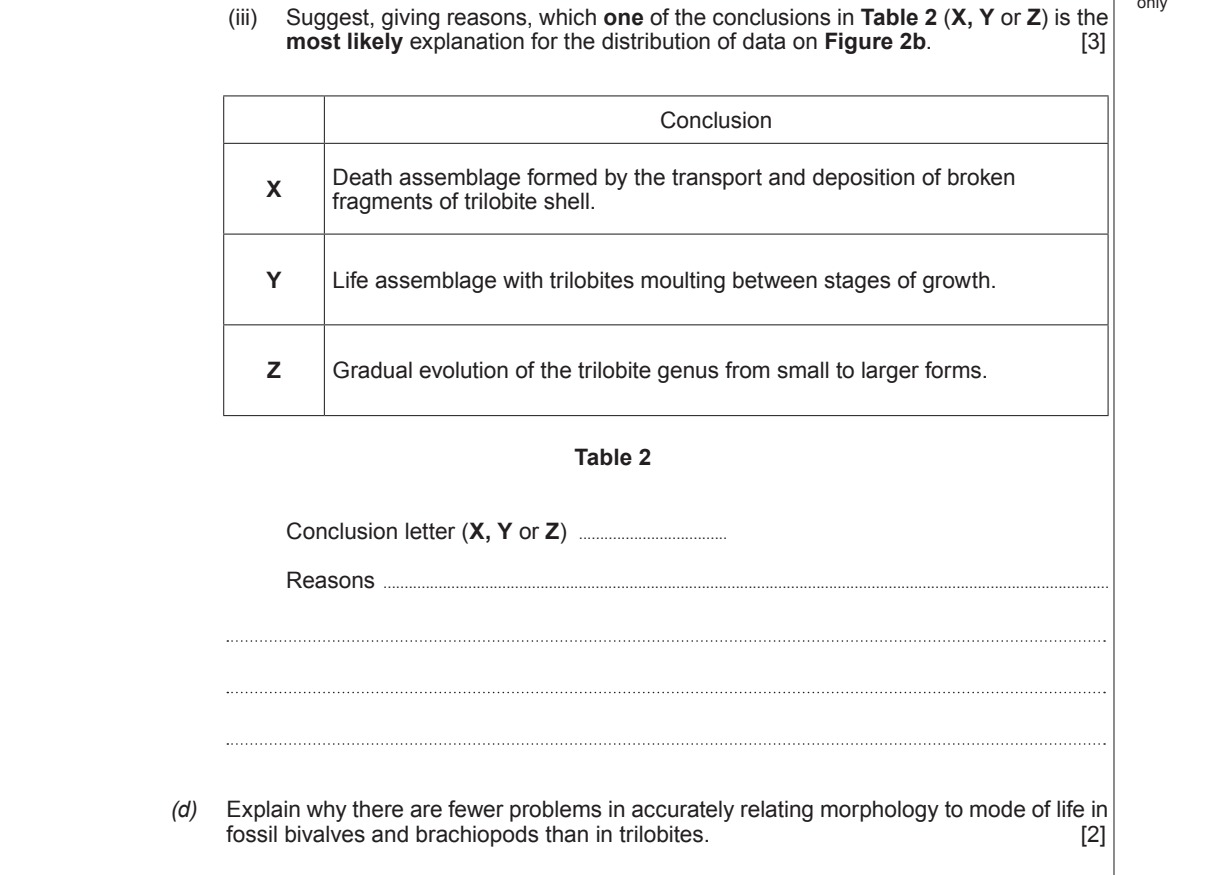 only
(iii) Suggest, giving reasons, which one of the conclusions in Table 2 (X, Y or Z) is the
most likely explanation for the distribution of data on Figure 2b. [3]
Conclusion
X
Death assemblage formed by the transport and deposition of broken
fragments of trilobite shell.
Y
Life assemblage with trilobites moulting between stages of growth.
Z
Gradual evolution of the trilobite genus from small to larger forms.
Table 2
Conclusion letter (X, Y or Z)
Reasons
(d) Explain why there are fewer problems in accurately relating morphology to mode of life in
fossil bivalves and brachiopods than in trilobites. [2]